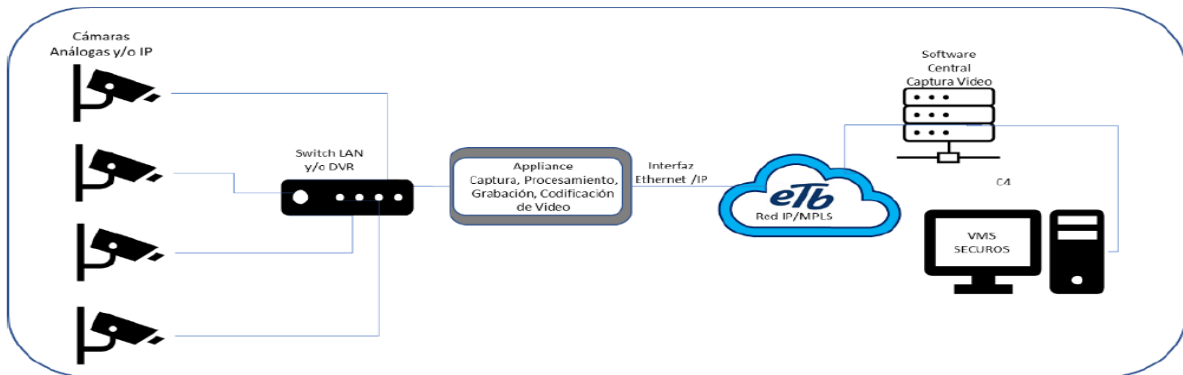 Cámaras
Análogas y/o IP
Switch LAN
y/o DVR
Appliance
Captura, Procesamiento,
Grabación, Codificación
de Video
Interfaz
Ethernet /IP
eTb
Red IP/MPLS
Software
Central
Captura Video
C4
VMS
SECUROS